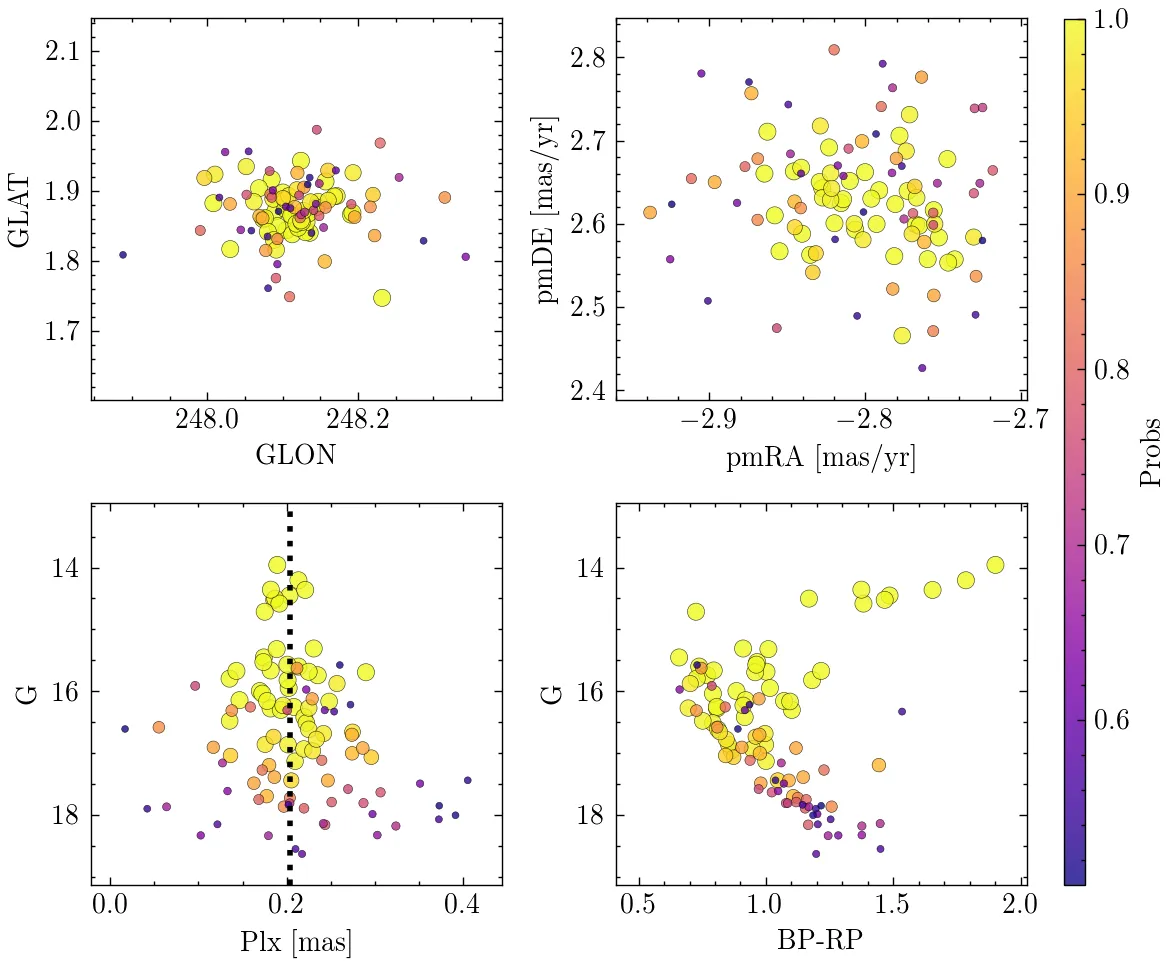 2.1
2.0
1.9
1.8
1.7
GLAT
248.0 248.2
GLON
2.8
2.7
2.6
2.5
2.4
pmDE [mas/yr]
−2.9 −2.8 −2.7
pmRA [mas/yr]
1.0
0.9
0.8
0.7
0.6
Probs
14
16
18
G
0.0 0.2 0.4
Plx [mas]
14
16
18
G
0.5 1.0 1.5 2.0
BP-RP